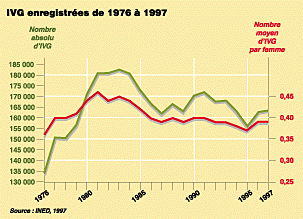 IVG enregistrées de 1976 à 1997
Nombre
absolu
d'IVG
Nombre
moyen
d'IVG
par femme
185 000
180 000
175 000
170 000
165 000
160 000
155 000
150 000
145 000
140 000
135 000
130 000
0,45
0,40
0,35
0,30
0,25
1976
1980
1985
1990
1995
1997
Source : INED, 1997